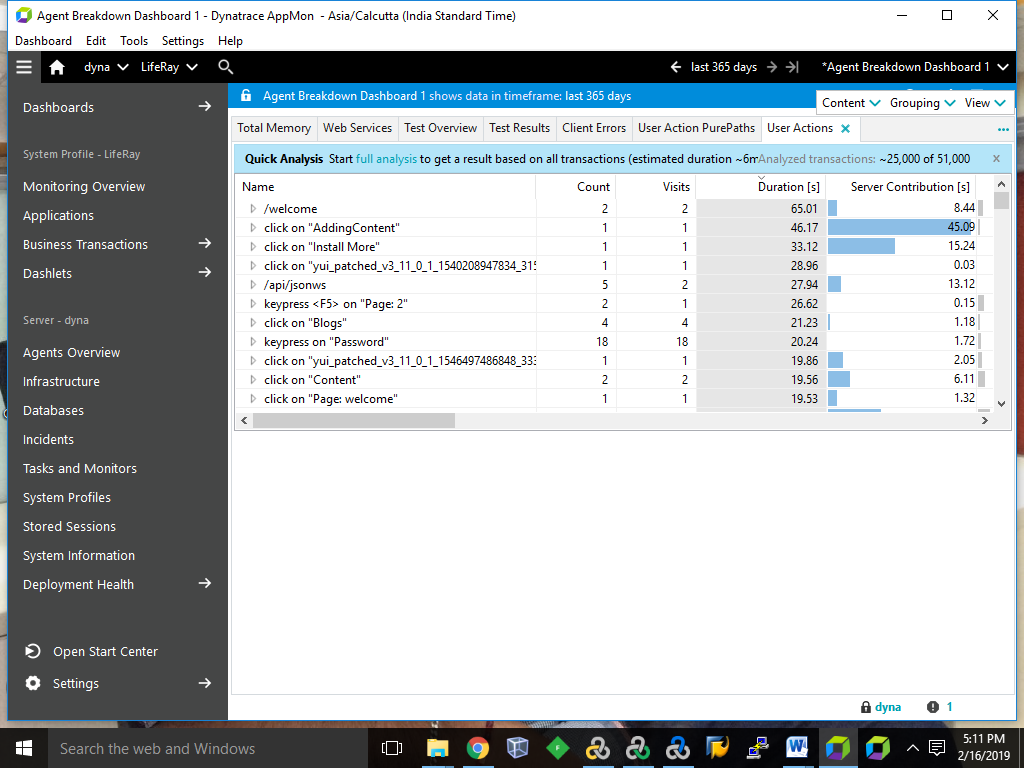 Agent Breakdown Dashboard 1 - Dynatrace AppMon - Asia/Calcutta (India Standard Time)
Dashboard Edit Tools Settings Help
dyna LifeRay last 365 days *Agent Breakdown Dashboard 1
Dashboards
System Profile - LifeRay
Monitoring Overview
Applications
Business Transactions
Dashlets
Server - dyna
Agents Overview
Infrastructure
Databases
Incidents
Tasks and Monitors
System Profiles
Stored Sessions
System Information
Deployment Health
Open Start Center
Settings
Agent Breakdown Dashboard 1 shows data in timeframe: last 365 days
Content Grouping View
Total Memory Web Services Test Overview Test Results Client Errors User Action PurePaths User Actions
Quick Analysis Start full analysis to get a result based on all transactions (estimated duration ~6m Analyzed transactions: ~25,000 of 51,000
Name Count Visits Duration [s] Server Contribution [s]
/welcome 2 2 65.01 8.44
click on "AddingContent" 1 1 46.17 45.09
click on "Install More" 1 1 33.12 15.24
click on "yui_patched_v3_11_0_1_1540208947834_315 1 1 28.96 0.03
/api/jsonws 5 2 27.94 13.12
keypress <F5> on "Page: 2" 2 1 26.62 0.15
click on "Blogs" 4 4 21.23 1.18
keypress on "Password" 18 18 20.24 1.72
click on "yui_patched_v3_11_0_1_1546497486848_333 1 1 19.86 2.05
click on "Content" 2 2 19.56 6.11
click on "Page: welcome" 1 1 19.53 1.32
dyna 1
Search the web and Windows
5:11 PM
2/16/2019